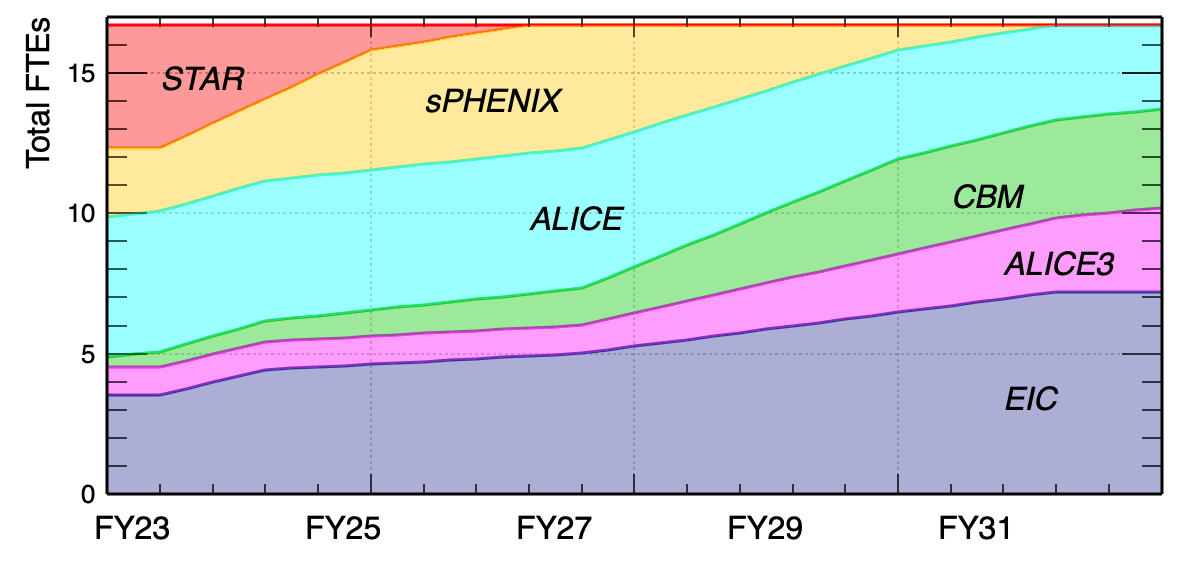 Total FTEs
15
10
5
0
STAR
sPHENIX
ALICE
CBM
ALICE3
EIC
FY23 FY25 FY27 FY29 FY31